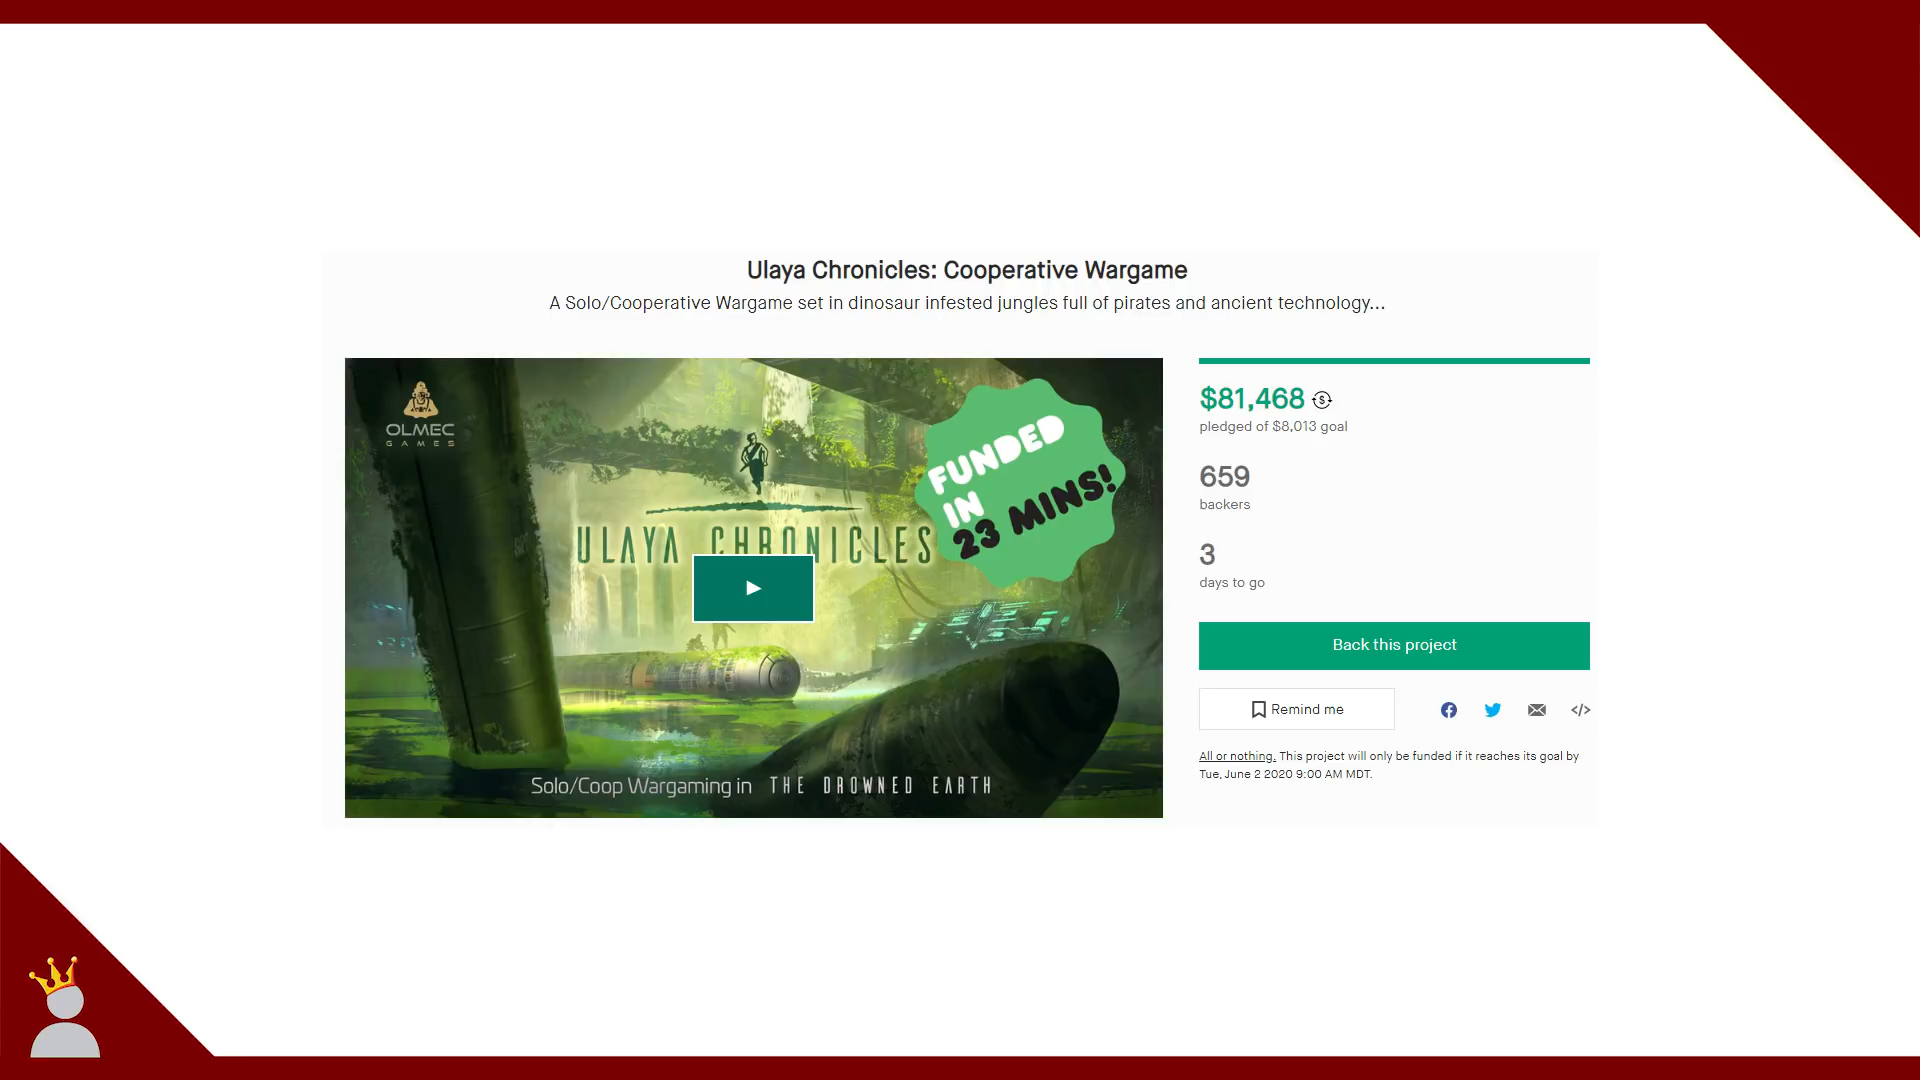 Ulaya Chronicles: Cooperative Wargame
A Solo/Cooperative Wargame set in dinosaur infested jungles full of pirates and ancient technology...
OLMEC
GAMES
FUNDED
IN
23 MINS!
ULAYA CHRONICLES
Solo/Coop Wargaming in THE DROWNED EARTH
$81,468
pledged of $8,013 goal
659
backers
3
days to go
Back this project
Remind me
</>
All or nothing. This project will only be funded if it reaches its goal by
Tue, June 2 2020 9:00 AM MDT.